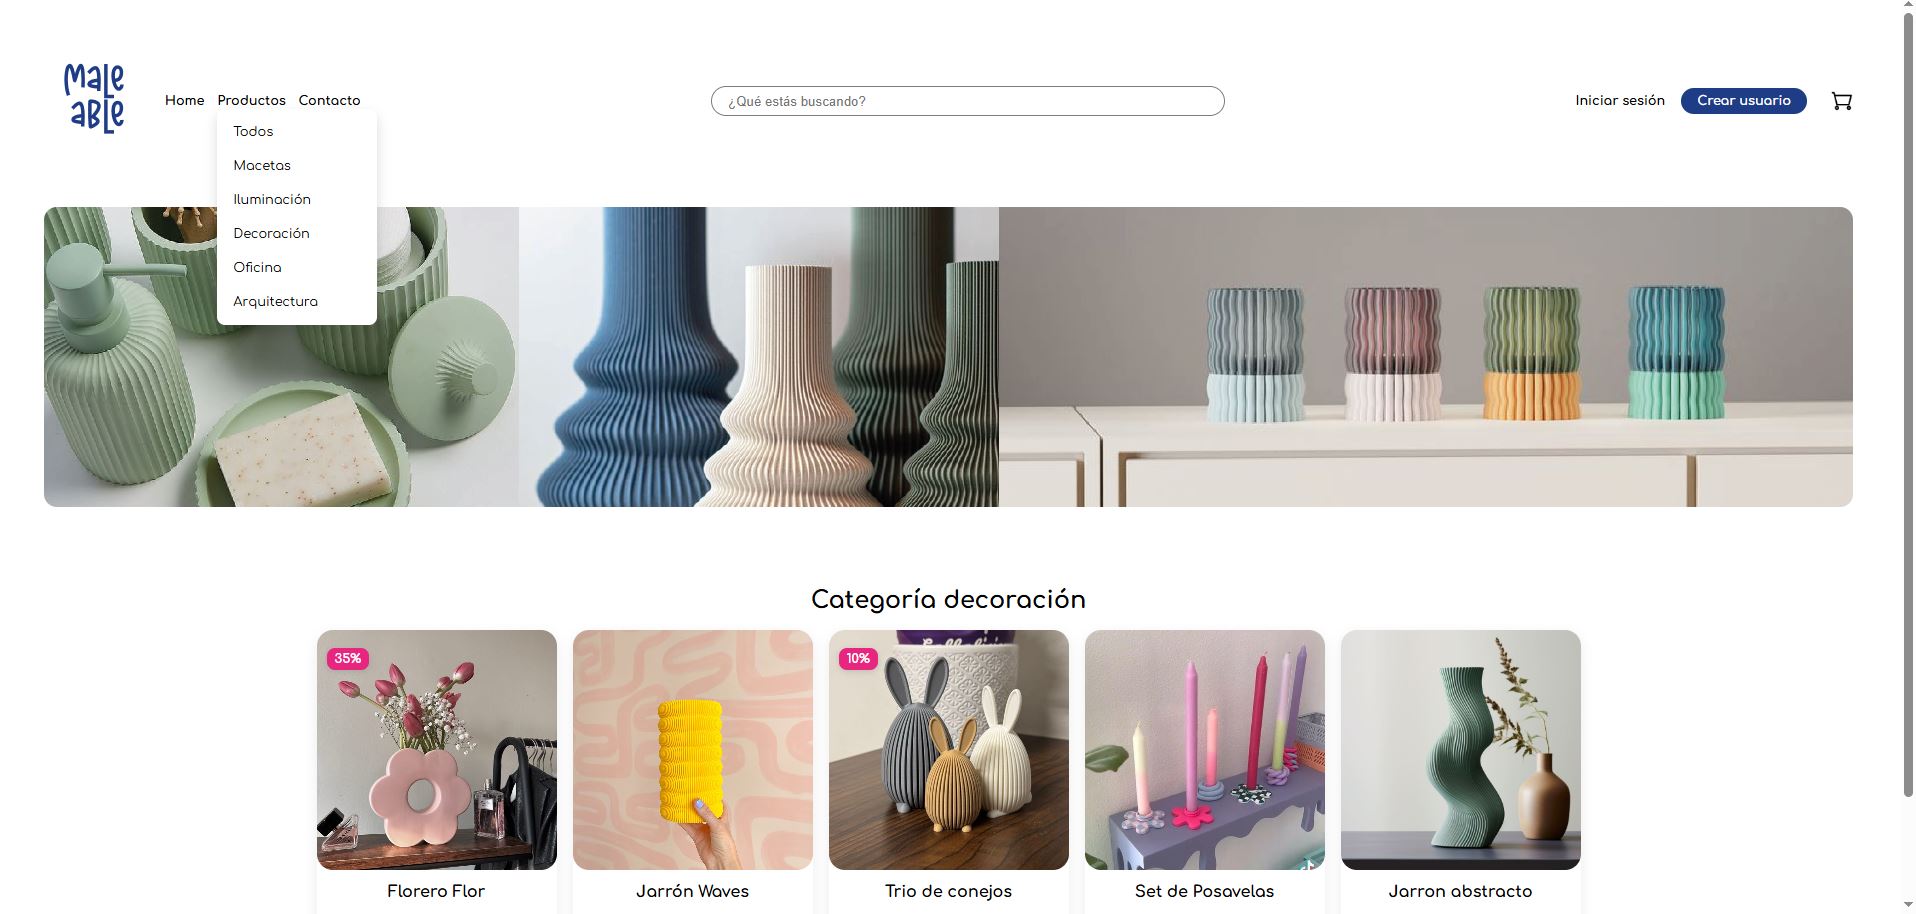 Male
aBLe
Home Productos Contacto
¿Qué estás buscando?
Iniciar sesión Crear usuario
Todos
Macetas
Iluminación
Decoración
Oficina
Arquitectura
Categoría decoración
35%
10%
Florero Flor
Jarrón Waves
Trio de conejos
Set de Posavelas
Jarron abstracto